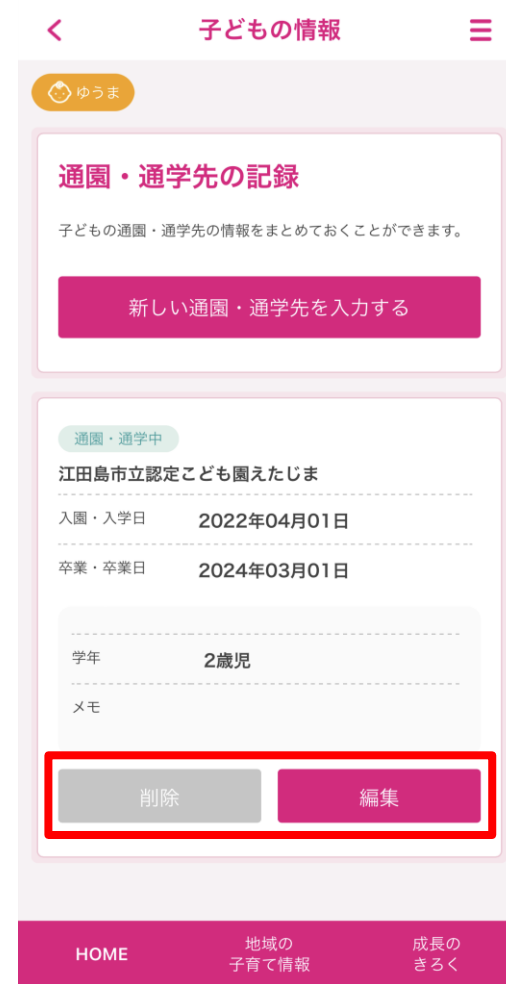 子どもの情報
ゆうま
通園・通学先の記録
子どもの通園・通学先の情報をまとめておくことができます。
新しい通園・通学先を入力する
通園・通学中
江田島市立認定こども園えたじま
入園・入学日 2022年04月01日
卒業・卒業日 2024年03月01日
学年 2歳児
メモ
削除 編集
HOME
地域の
子育て情報
成長の
きろく